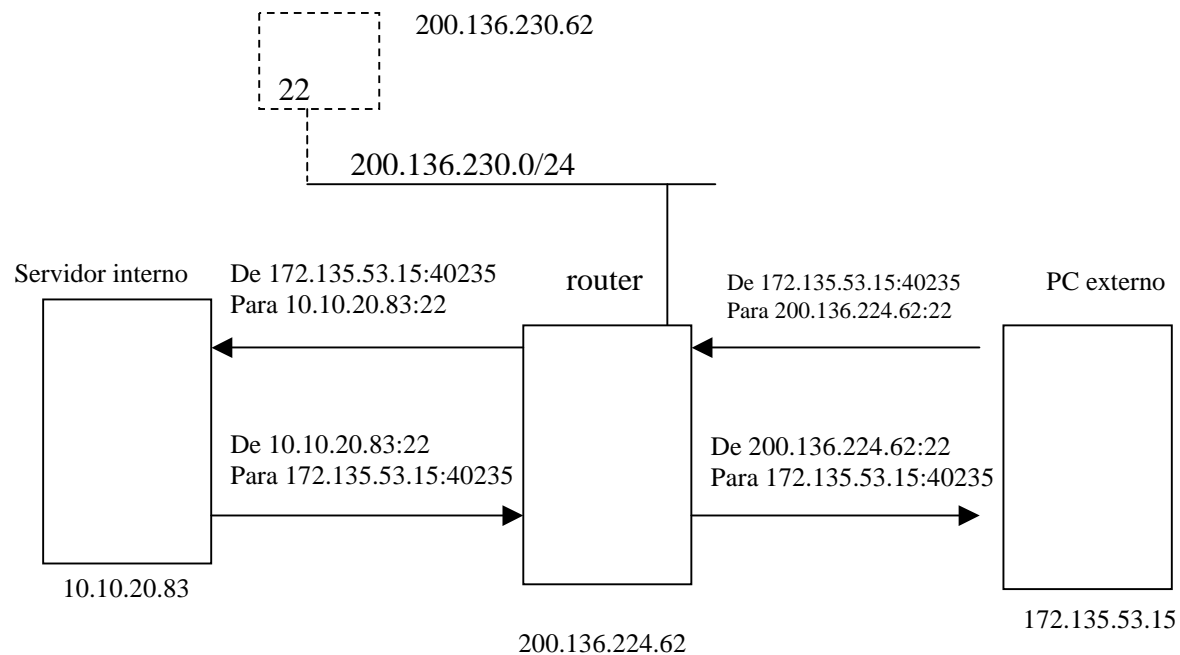 200.136.230.62
22
200.136.230.0/24
Servidor interno
De 172.135.53.15:40235
Para 10.10.20.83:22
router
De 172.135.53.15:40235
Para 200.136.224.62:22
PC externo
De 10.10.20.83:22
Para 172.135.53.15:40235
De 200.136.224.62:22
Para 172.135.53.15:40235
10.10.20.83
200.136.224.62
172.135.53.15